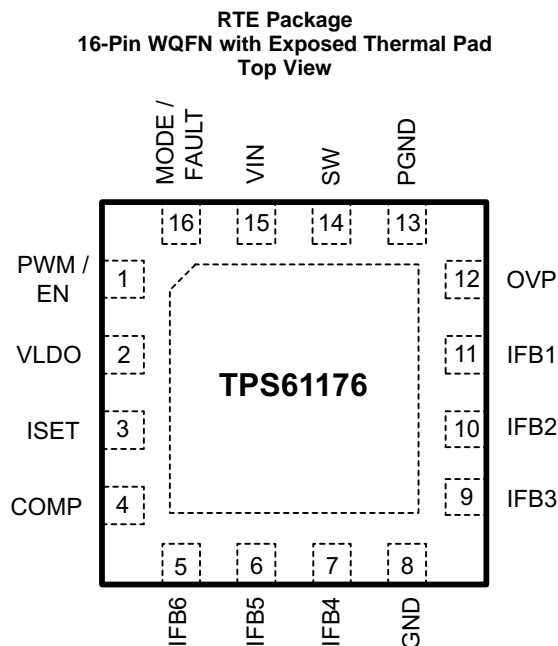 RTE Package
16-Pin WQFN with Exposed Thermal Pad
Top View
MODE /
FAULT
VIN
SW
PGND
16
15
14
13
PWM /
EN
1
12
OVP
VLDO
2
11
IFB1
TPS61176
ISET
3
10
IFB2
COMP
4
9
IFB3
5
6
7
8
IFB6
IFB5
IFB4
GND